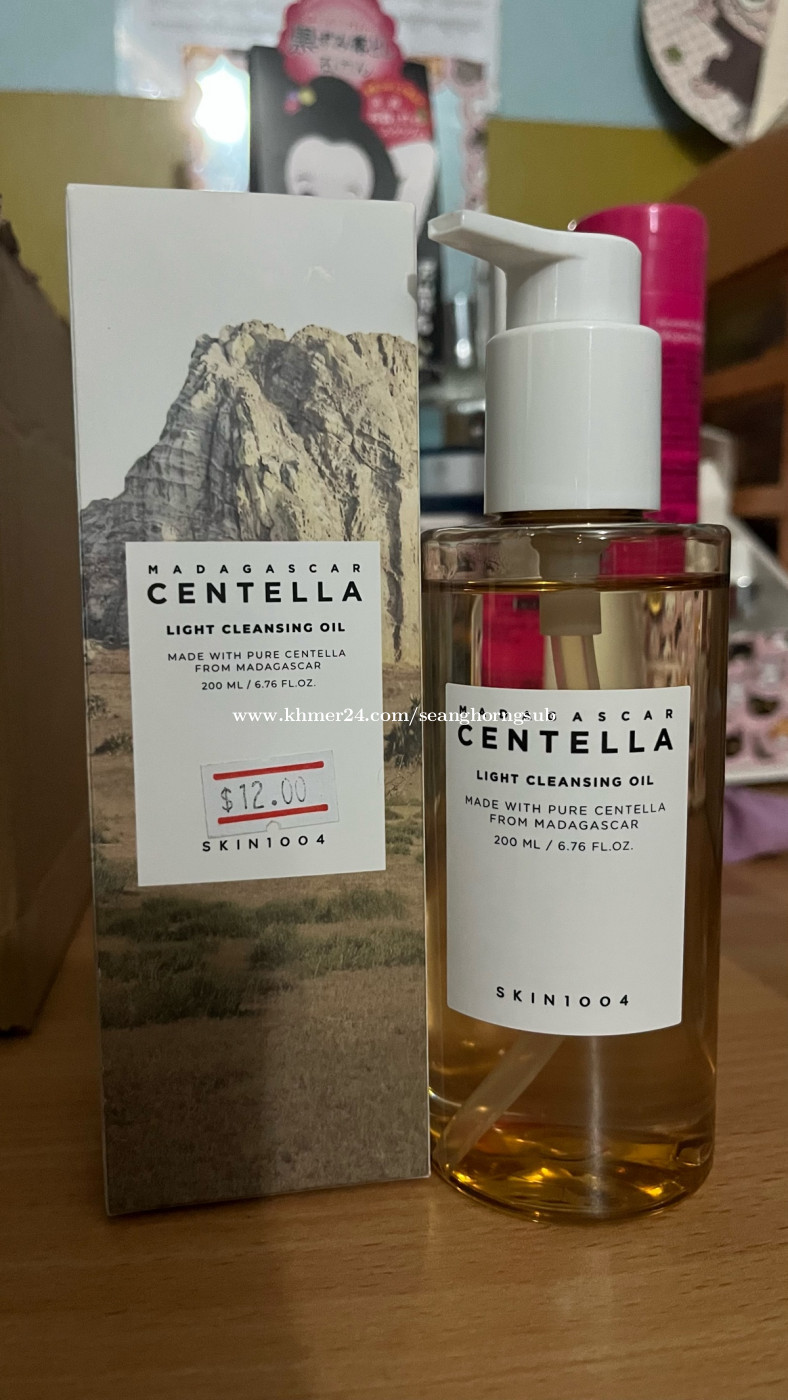 MADAGASCAR
CENTELLA
LIGHT CLEANSING OIL
MADE WITH PURE CENTELLA
FROM MADAGASCAR
200 ML / 6.76 FL.OZ.
$12.00
SKIN1004
www.khmer24.com/seanghorngsub
MADAGASCAR
CENTELLA
LIGHT CLEANSING OIL
MADE WITH PURE CENTELLA
FROM MADAGASCAR
200 ML / 6.76 FL.OZ.
SKIN1004